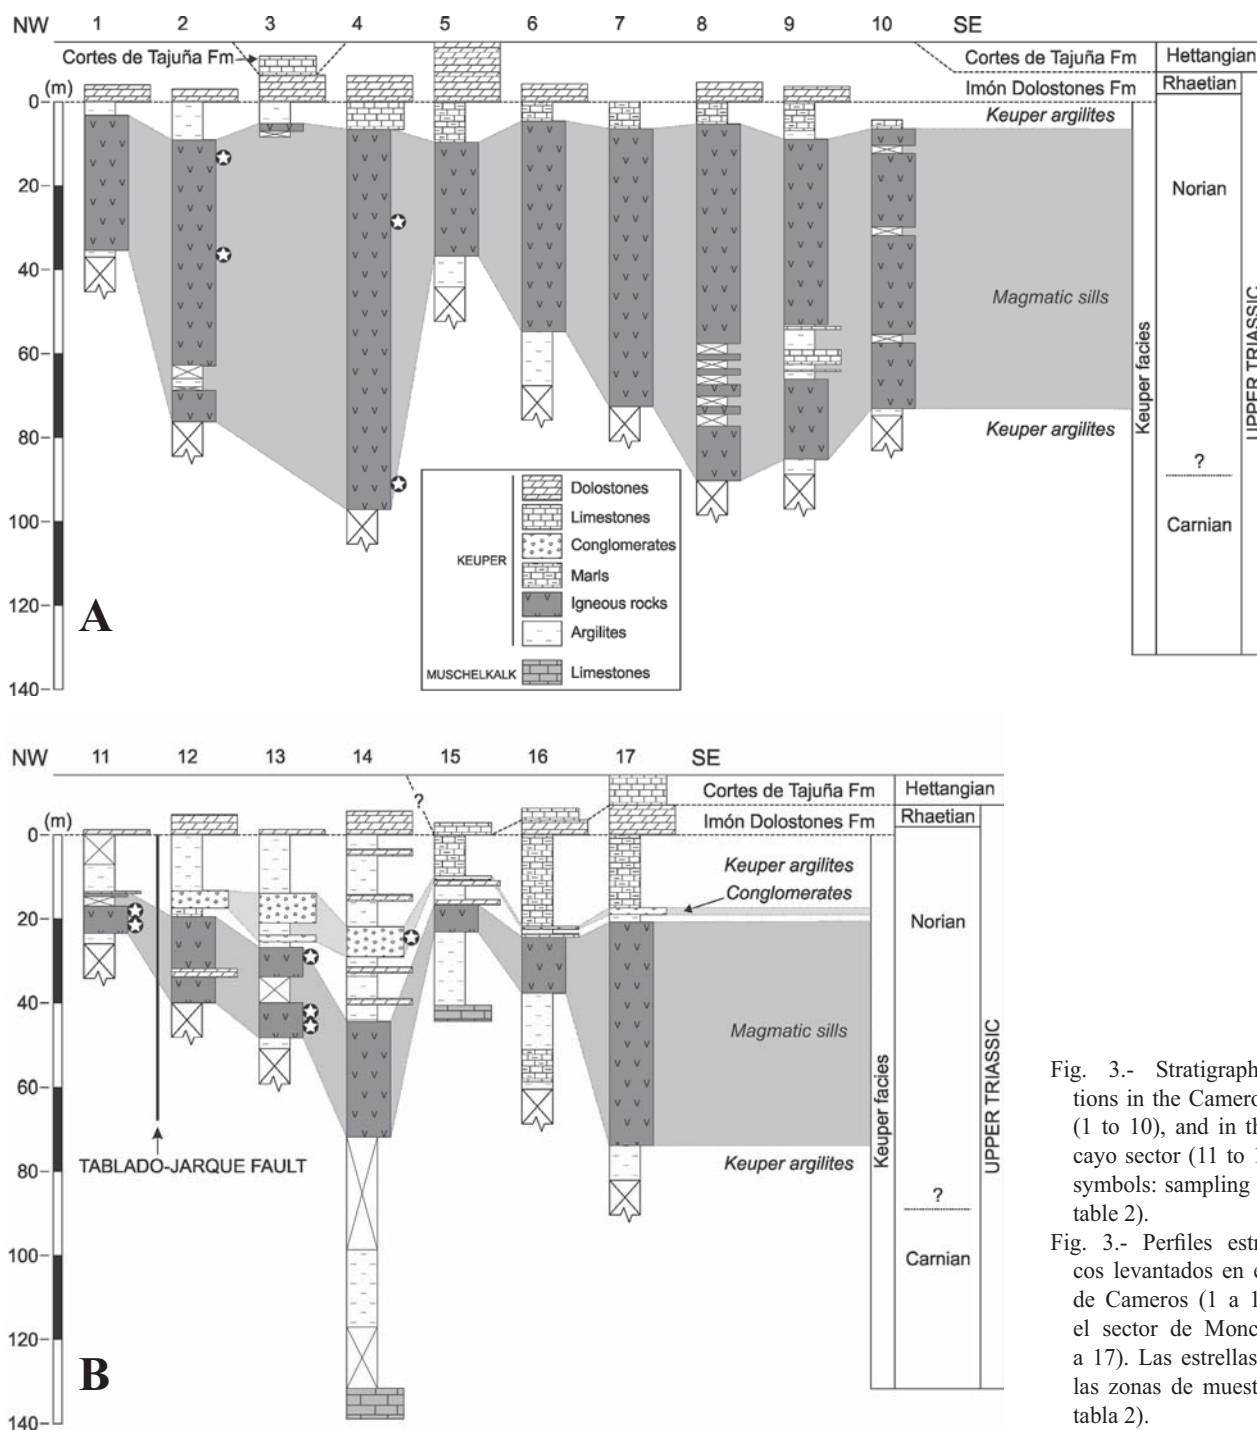 NW 1 2 3 4 5 6 7 8 9 10 SE
Cortes de Tajuña Fm
Cortes de Tajuña Fm
Hettangian
Imón Dolostones Fm
Rhaetian
(m)
0
20
40
60
80
100
120
140
Keuper argilites
Norian
Magmatic sills
Keuper argilites
?
Carnian
Keuper facies
UPPER TRIASSIC
KEUPER
Dolostones
Limestones
Conglomerates
Marls
Igneous rocks
Argilites
MUSCHELKALK
Limestones
A
NW 11 12 13 14 15 16 17 SE
?
Cortes de Tajuña Fm
Hettangian
Imón Dolostones Fm
Rhaetian
(m)
0
20
40
60
80
100
120
140
Keuper argilites
Conglomerates
Norian
Magmatic sills
Keuper argilites
?
Carnian
Keuper facies
UPPER TRIASSIC
TABLADO-JARQUE FAULT
B
Fig. 3.- Stratigraph
tions in the Camero
(1 to 10), and in th
cayo sector (11 to 1
symbols: sampling
table 2).
Fig. 3.- Perfiles estr
cos levantados en e
de Cameros (1 a 1
el sector de Monc
a 17). Las estrellas
las zonas de muest
tabla 2).